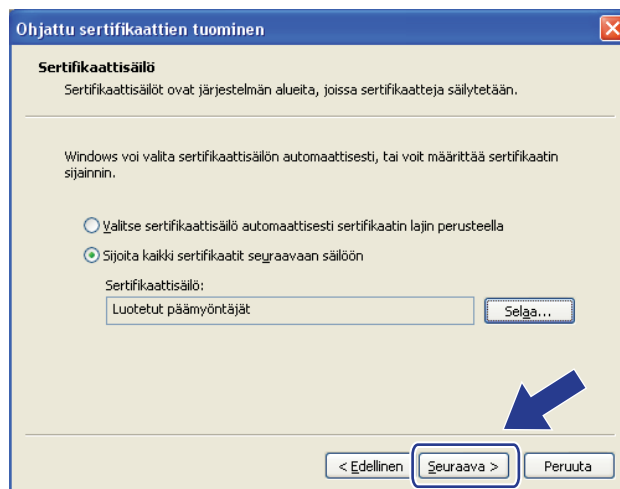 Ohjattu sertifikaattien tuominen
Sertifikaattisäilö
Sertifikaattisäilöt ovat järjestelmän alueita, joissa sertifikaatteja säilytetään.
Windows voi valita sertifikaattisäilön automaattisesti, tai voit määrittää sertifikaatin
sijainnin.
Valitse sertifikaattisäilö automaattisesti sertifikaatin lajin perusteella
Sijoita kaikki sertifikaatit seuraavaan säilöön
Sertifikaattisäilö:
Luotetut päämyöntäjät
Selaa...
< Edellinen
Seuraava >
Peruuta